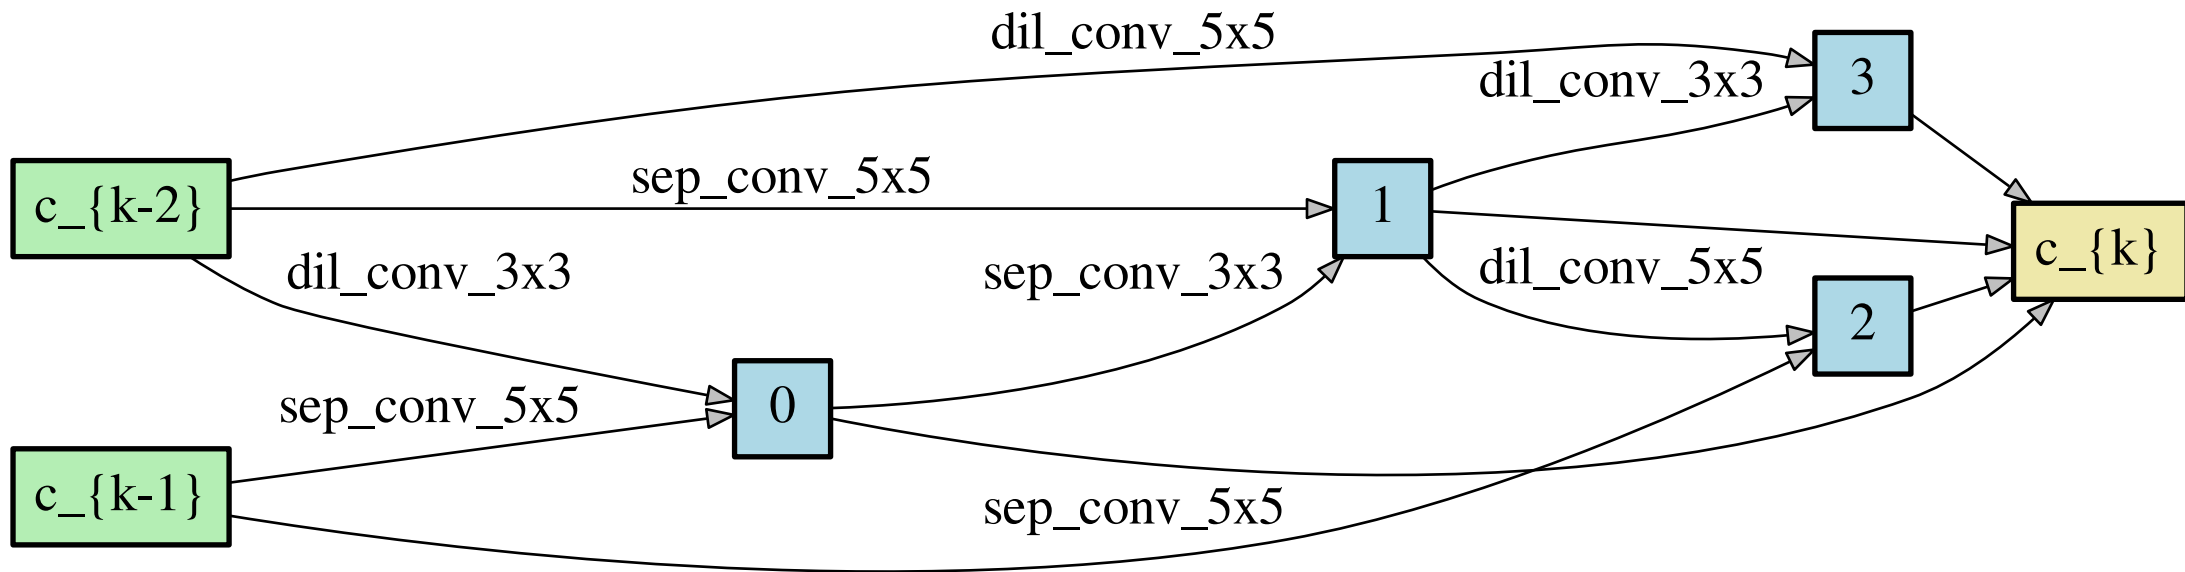 dil_conv_5x5
dil_conv_3x3
3
c_{k-2}
sep_conv_5x5
1
c_{k}
dil_conv_3x3
sep_conv_3x3
dil_conv_5x5
2
sep_conv_5x5
0
c_{k-1}
sep_conv_5x5